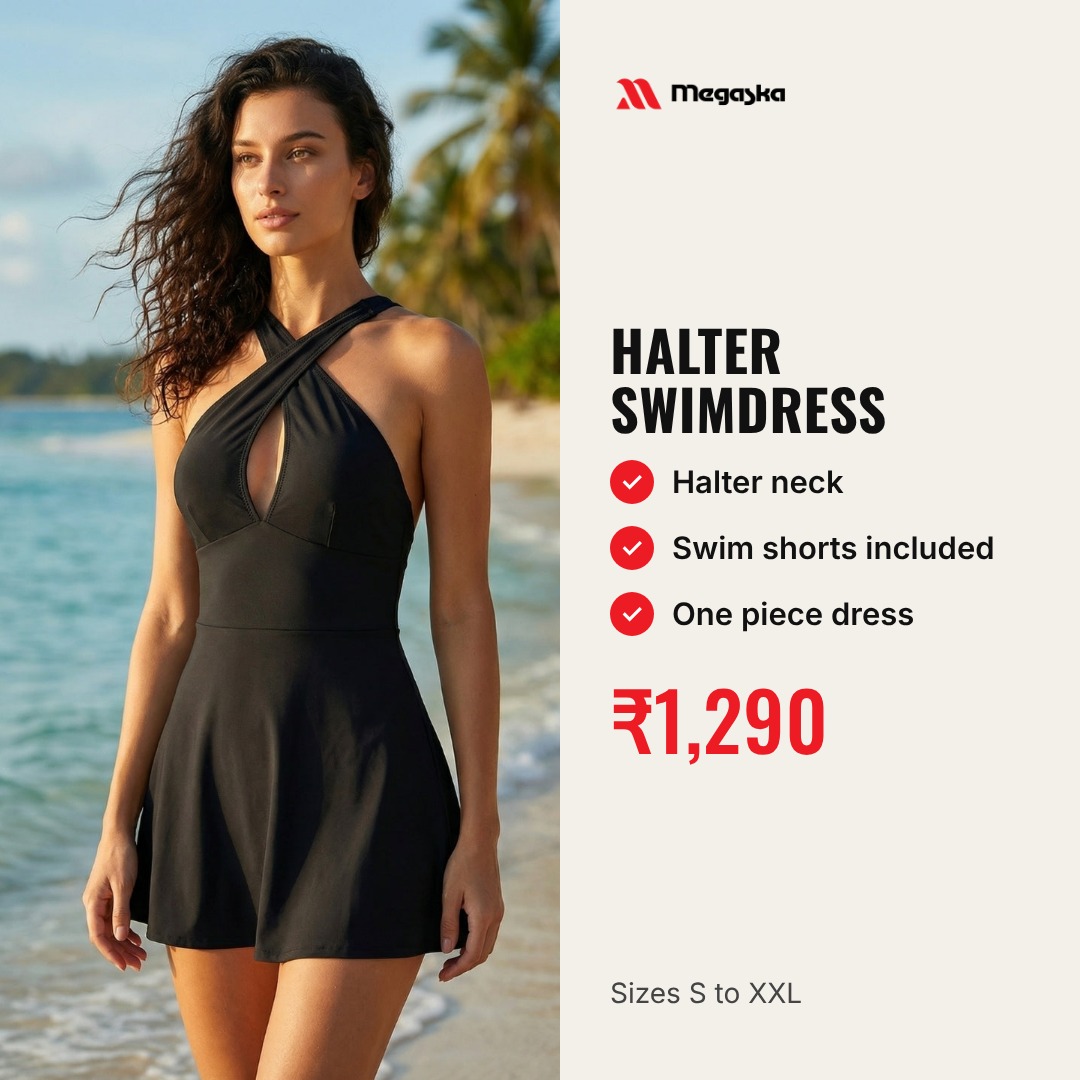 Megaska
HALTER
SWIMDRESS
Halter neck
Swim shorts included
One piece dress
₹1,290
Sizes S to XXL